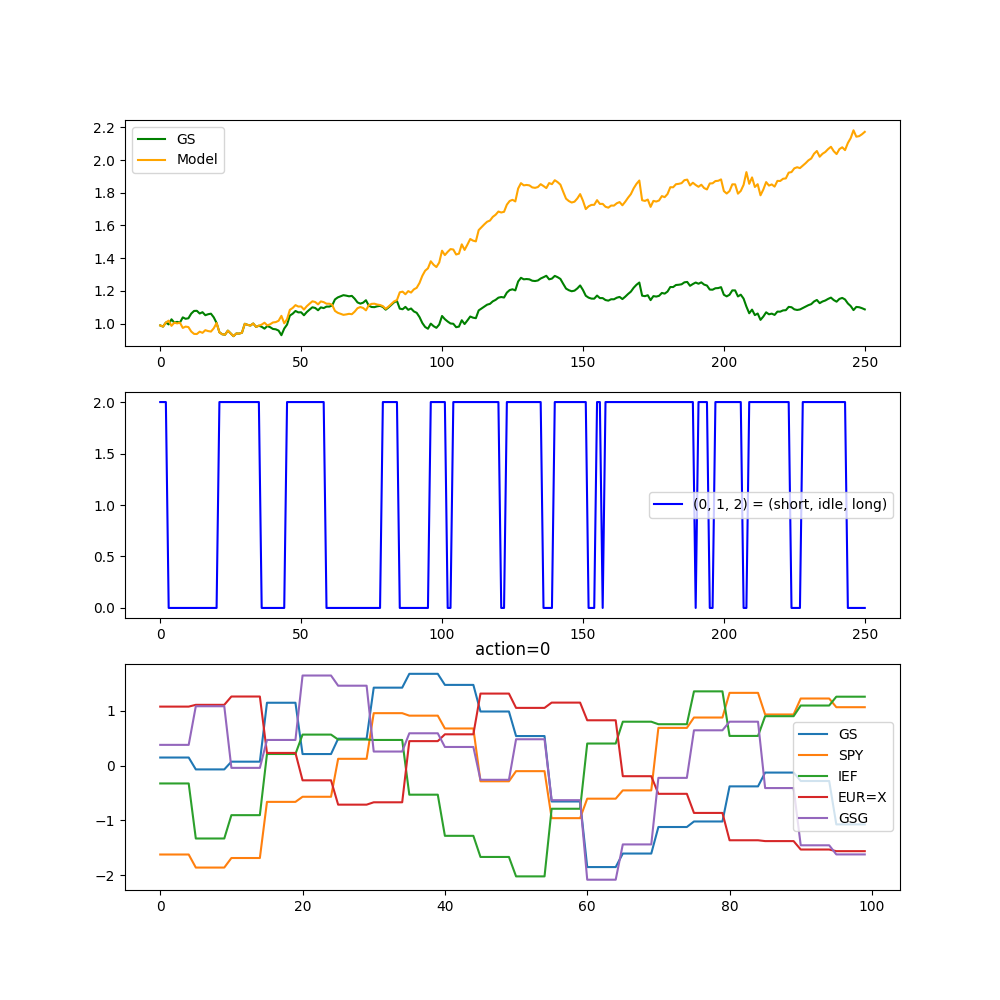 2.2
2.0
1.8
1.6
1.4
1.2
1.0
GS
Model
0 50 100 150 200 250
2.0
1.5
1.0
0.5
0.0
(0, 1, 2) = (short, idle, long)
0 50 100 150 200 250
action=0
1
0
−1
−2
GS
SPY
IEF
EUR=X
GSG
0 20 40 60 80 100